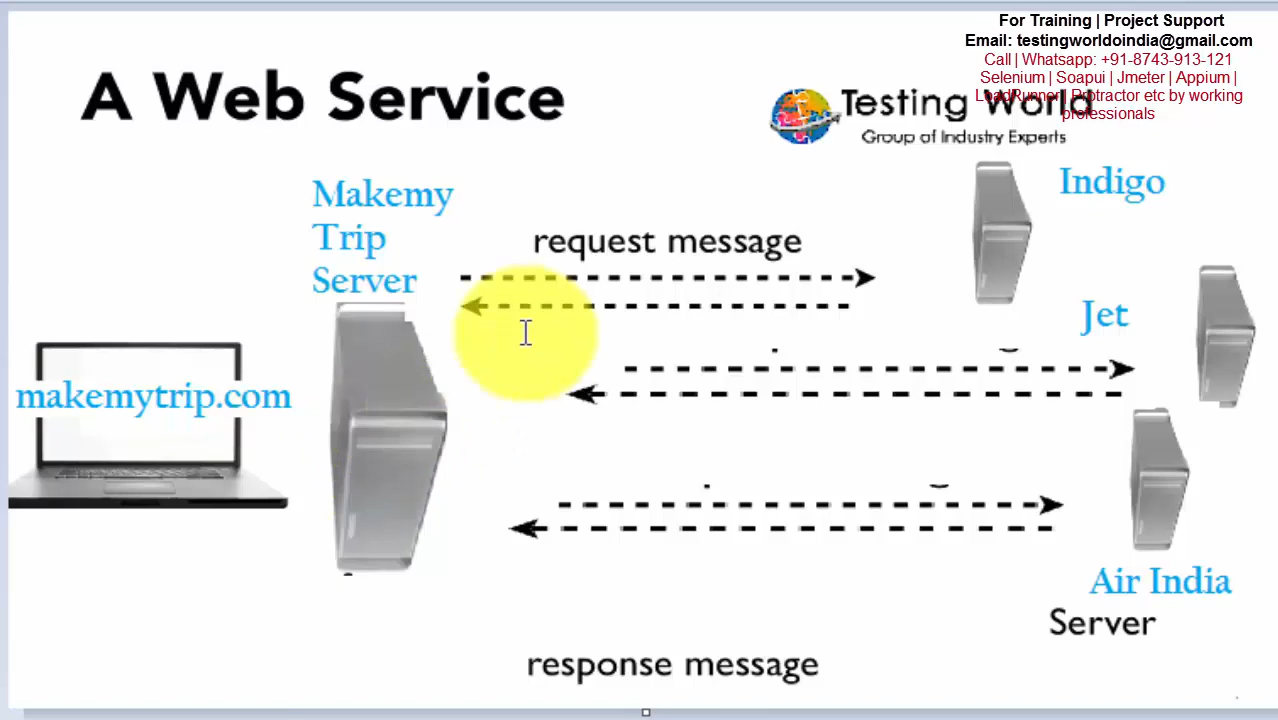 For Training | Project Support
Email: testingworldoindia@gmail.com
Call | Whatsapp: +91-8743-913-121
Selenium | Soapui | Jmeter | Appium |
LoadRunner | Protractor etc by working
professionals
A Web Service
Testing World
Group of Industry Experts
Makemy
Trip
Server
request message
Indigo
Jet
makemytrip.com
Air India
Server
response message